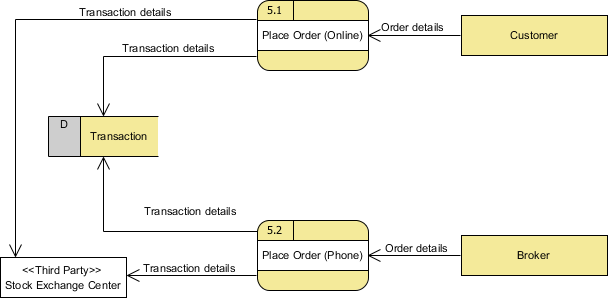 Transaction details
5.1
Place Order (Online)
Order details
Customer
Transaction details
D
Transaction
Transaction details
5.2
Place Order (Phone)
Order details
Broker
<<Third Party>>
Stock Exchange Center
Transaction details